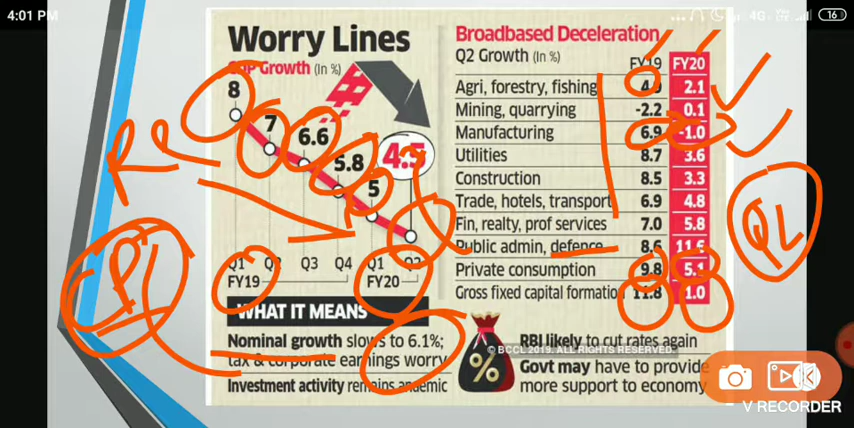 4:01 PM
4G
16
Worry Lines
GDP Growth (In %)
8
7
6.6
5.8
5
4.5
Q1 Q2 Q3 Q4 Q1 Q2
FY19 FY20
Broadbased Deceleration
Q2 Growth (In %) FY19 FY20
Agri, forestry, fishing 2.1
Mining, quarrying -2.2 0.1
Manufacturing 6.9 -1.0
Utilities 8.7 3.6
Construction 8.5 3.3
Trade, hotels, transport 6.9 4.8
Fin, realty, prof services 7.0 5.8
Public admin, defence 8.6
Private consumption 9.8
Gross fixed capital formation 11.8 1.0
WHAT IT MEANS
Nominal growth slows to 6.1%;
tax & corporate earnings worry
Investment activity remains anaemic
%
RBI likely to cut rates again
© BCCL 2019. ALL RIGHTS RESERVED.
Govt may have to provide
more support to economy
RR
CPI
V RECORDER